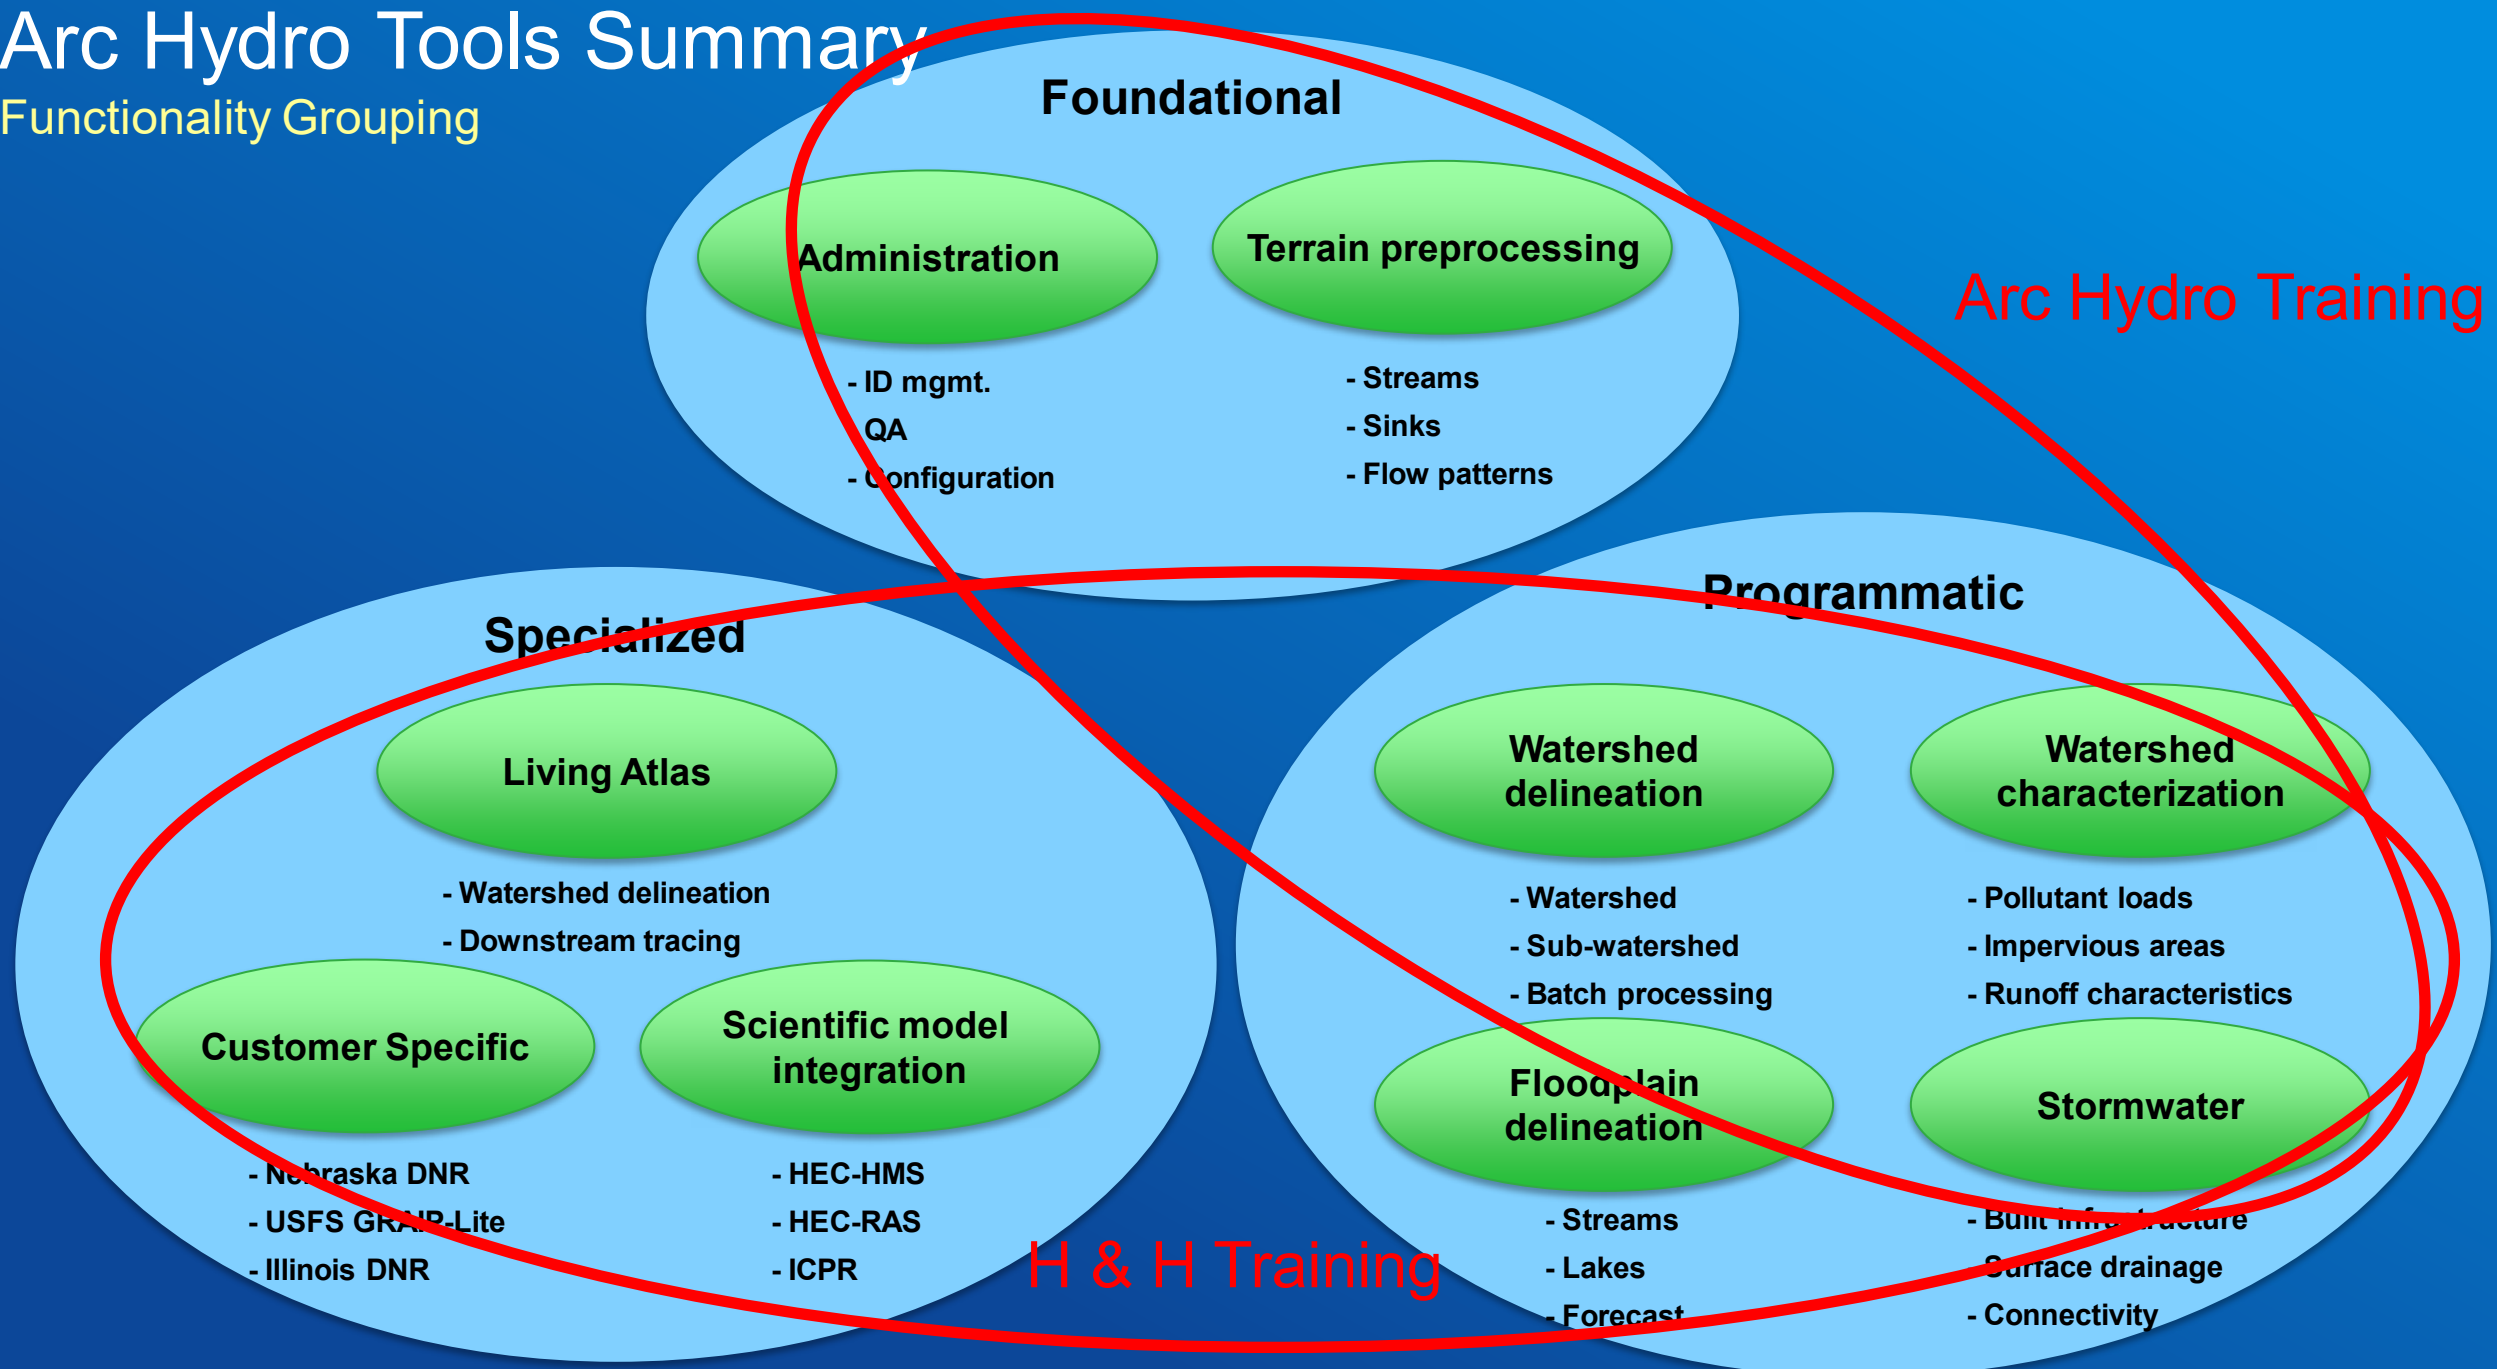 Arc Hydro Tools Summary
Functionality Grouping
Foundational
Administration
- ID mgmt.
QA
- Configuration
Terrain preprocessing
- Streams
- Sinks
- Flow patterns
Arc Hydro Training
Specialized
Living Atlas
- Watershed delineation
- Downstream tracing
Customer Specific
- Nebraska DNR
- USFS GRAIP-Lite
- Illinois DNR
Scientific model
integration
- HEC-HMS
- HEC-RAS
- ICPR
H & H Training
Programmatic
Watershed
delineation
- Watershed
- Sub-watershed
- Batch processing
Watershed
characterization
- Pollutant loads
- Impervious areas
- Runoff characteristics
Floodplain
delineation
- Streams
- Lakes
- Forecast
Stormwater
- Built infrastructure
- Surface drainage
- Connectivity